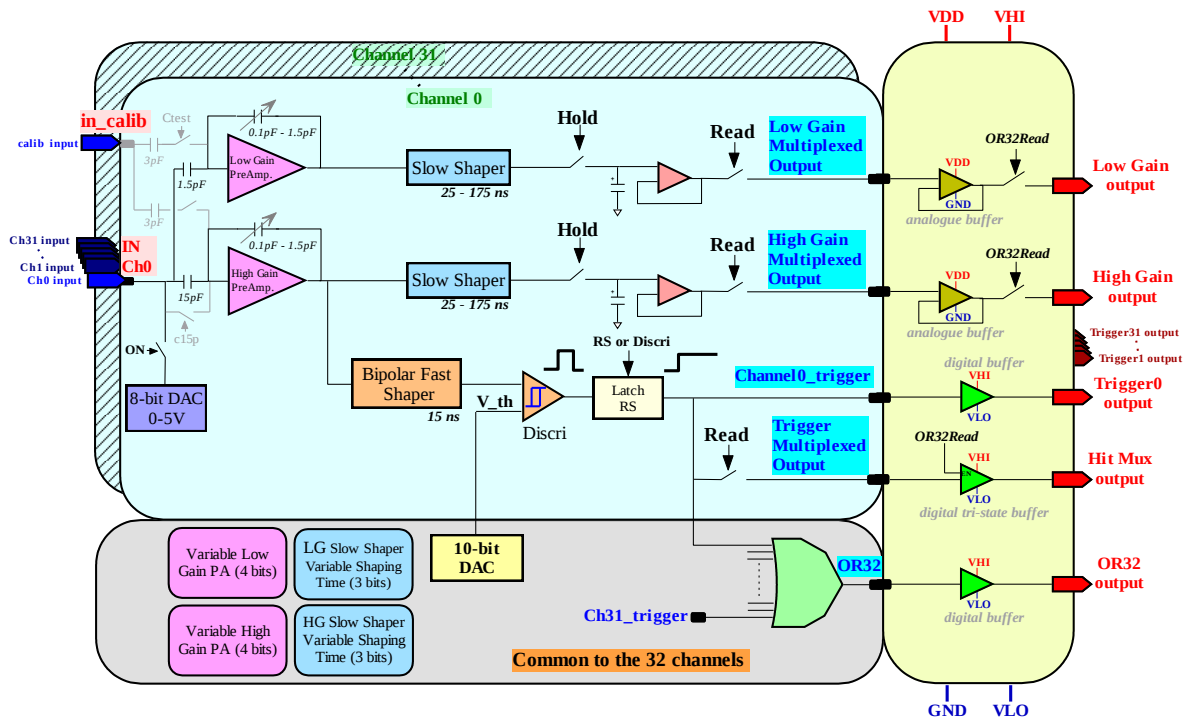 VDD
VHI
Channel 31
Channel 0
in_calib
calib input
Ctest
3pF
0.1pF - 1.5pF
Low Gain
PreAmp.
1.5pF
Slow Shaper
25 - 175 ns
Hold
Read
Low Gain
Multiplexed
Output
OR32Read
VDD
GND
analogue buffer
Low Gain
output
3pF
Ch31 input
Ch1 input
Ch0 input
IN
Ch0
0.1pF - 1.5pF
High Gain
PreAmp.
15pF
c15p
Slow Shaper
25 - 175 ns
Hold
Read
High Gain
Multiplexed
Output
OR32Read
VDD
GND
analogue buffer
High Gain
output
Trigger31 output
Trigger1 output
ON
8-bit DAC
0-5V
Bipolar Fast
Shaper
15 ns
V_th
Discri
RS or Discri
Latch
RS
Channel0_trigger
digital buffer
VHI
VLO
Trigger0
output
Read
Trigger
Multiplexed
Output
OR32Read
EN
VHI
VLO
digital tri-state buffer
Hit Mux
output
Variable Low
Gain PA (4 bits)
LG Slow Shaper
Variable Shaping
Time (3 bits)
10-bit
DAC
OR32
VHI
VLO
digital buffer
OR32
output
Variable High
Gain PA (4 bits)
HG Slow Shaper
Variable Shaping
Time (3 bits)
Ch31_trigger
Common to the 32 channels
GND
VLO